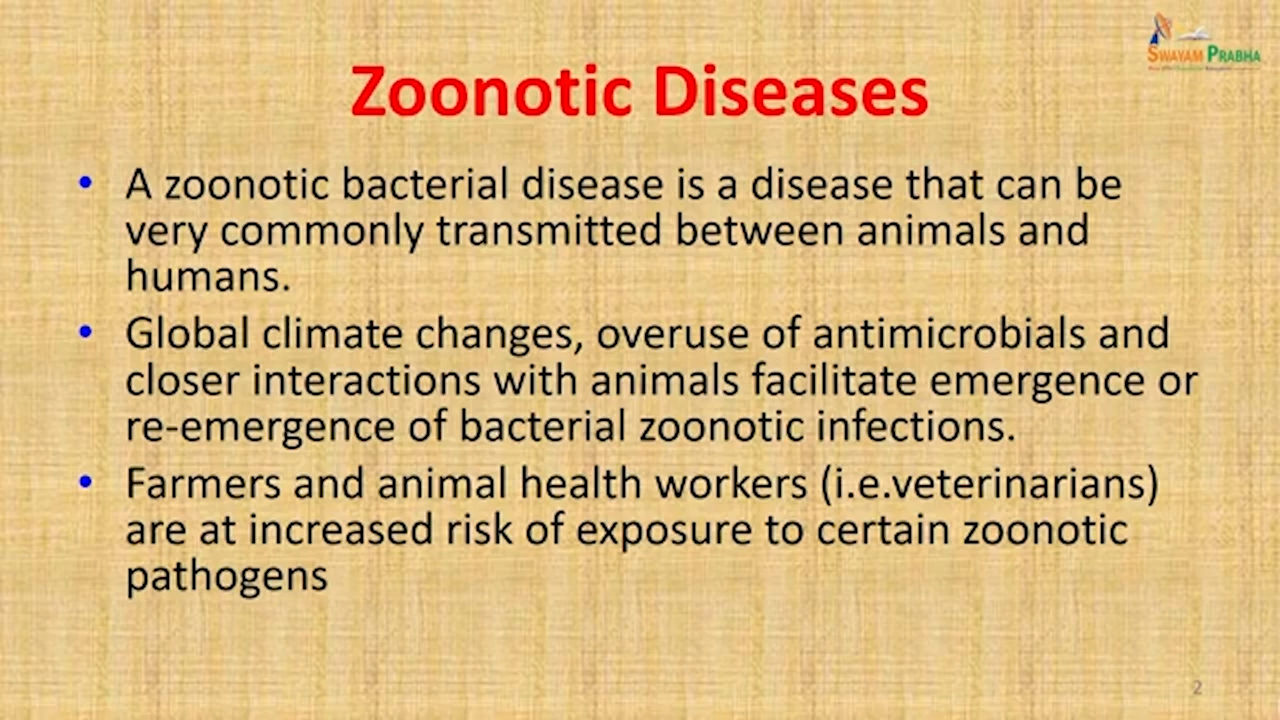 SWAYAM PRABHA
Zoonotic Diseases
• A zoonotic bacterial disease is a disease that can be
very commonly transmitted between animals and
humans.
• Global climate changes, overuse of antimicrobials and
closer interactions with animals facilitate emergence or
re-emergence of bacterial zoonotic infections.
• Farmers and animal health workers (i.e.veterinarians)
are at increased risk of exposure to certain zoonotic
pathogens
2